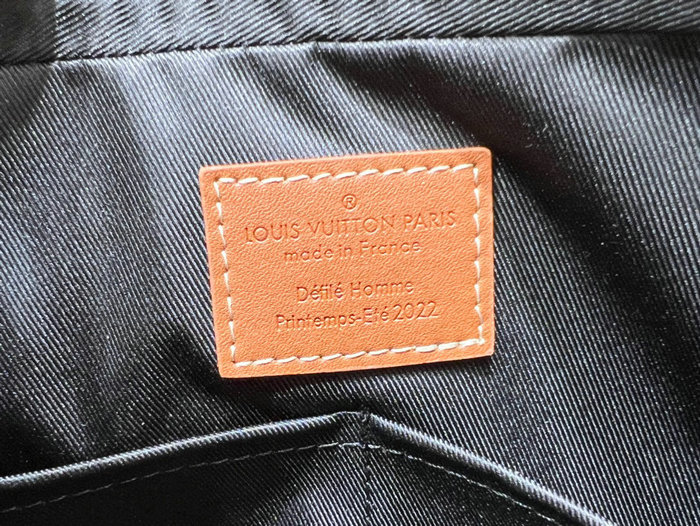 ®
LOUIS VUITTON PARIS
made in France
Défilé Homme
Printemps-Eté 2022